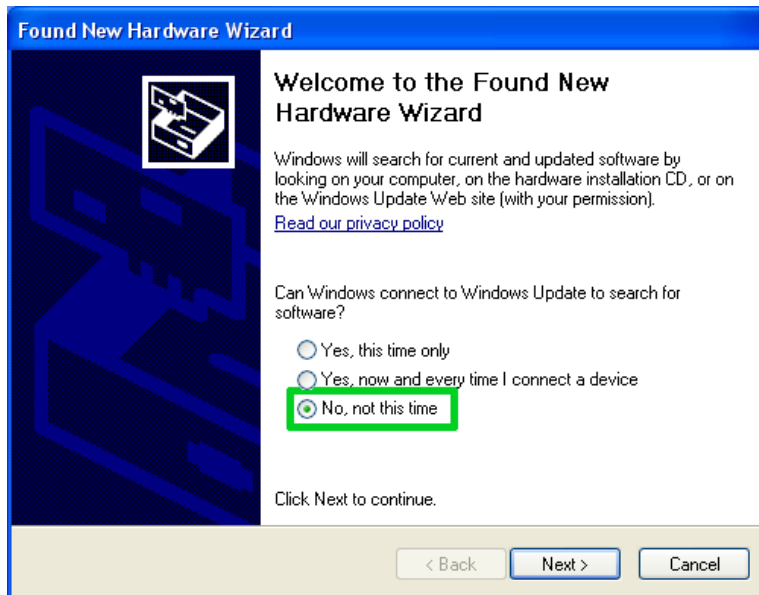 Found New Hardware Wizard
Welcome to the Found New
Hardware Wizard
Windows will search for current and updated software by
looking on your computer, on the hardware installation CD, or on
the Windows Update Web site (with your permission).
Read our privacy policy
Can Windows connect to Windows Update to search for
software?
Yes, this time only
Yes, now and every time I connect a device
No, not this time
Click Next to continue.
< Back Next > Cancel